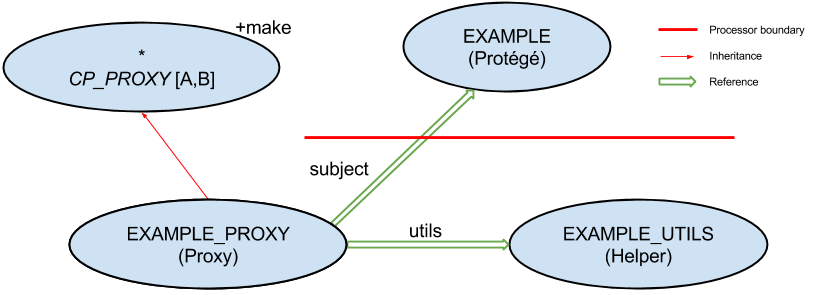 +make
*
CP_PROXY [A,B]
EXAMPLE
(Protégé)
Processor boundary
Inheritance
Reference
subject
EXAMPLE_PROXY
(Proxy)
utils
EXAMPLE_UTILS
(Helper)